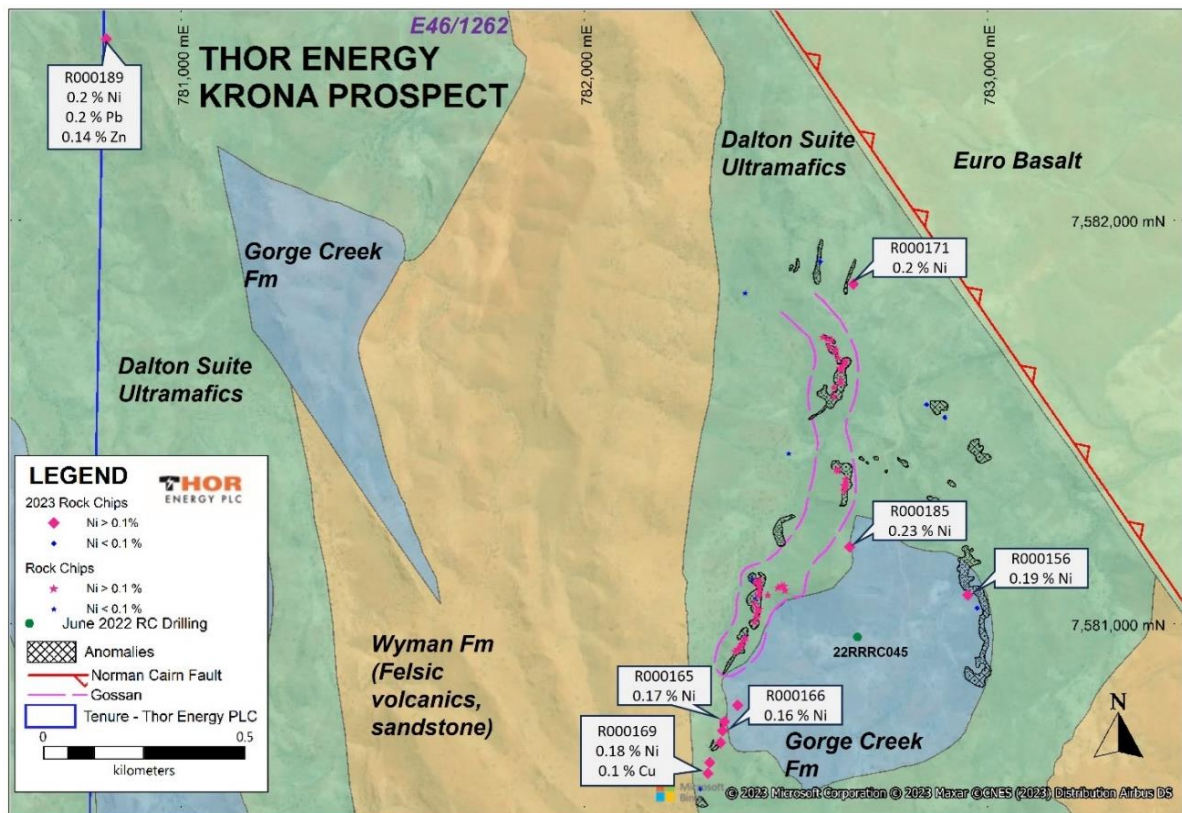 E46/1262
THOR ENERGY
KRONA PROSPECT
781,000 mE
782,000 mE
783,000 mE
R000189
0.2 % Ni
0.2 % Pb
0.14 % Zn
Dalton Suite
Ultramafics
Euro Basalt
7,582,000 mN
Gorge Creek
Fm
R000171
0.2 % Ni
Dalton Suite
Ultramafics
LEGEND
THOR
ENERGY PLC
2023 Rock Chips
Ni > 0.1%
Ni < 0.1 %
Rock Chips
Ni > 0.1 %
Ni < 0.1 %
June 2022 RC Drilling
Anomalies
Norman Cairn Fault
Gossan
Tenure - Thor Energy PLC
0
0.5
kilometers
R000185
0.23 % Ni
R000156
0.19 % Ni
7,581,000 mN
22RRRC045
Wyman Fm
(Felsic
volcanics,
sandstone)
R000165
0.17 % Ni
R000166
0.16 % Ni
R000169
0.18 % Ni
0.1 % Cu
Gorge Creek
Fm
N
Microsoft
Bing
© 2023 Microsoft Corporation © 2023 Maxar ©CNES (2023) Distribution Airbus DS